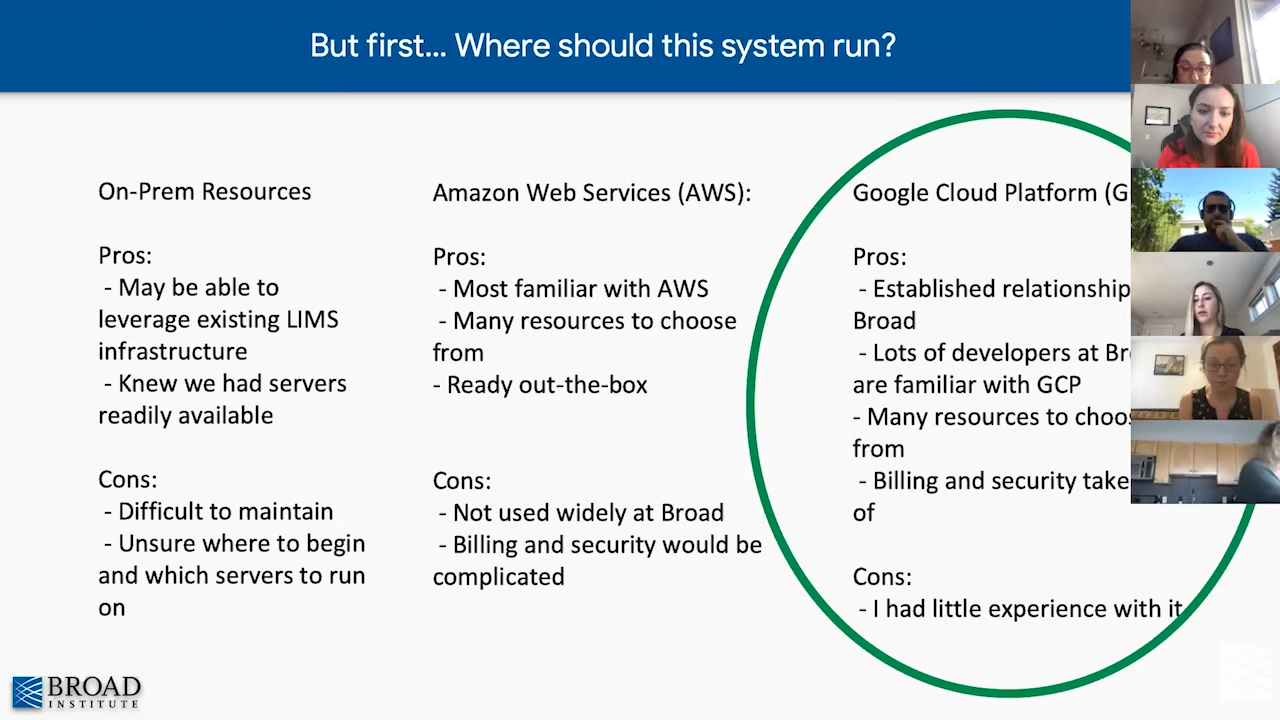 But first... Where should this system run?
On-Prem Resources
Pros:
- May be able to
leverage existing LIMS
infrastructure
- Knew we had servers
readily available
Cons:
- Difficult to maintain
- Unsure where to begin
and which servers to run
on
Amazon Web Services (AWS):
Pros:
- Most familiar with AWS
- Many resources to choose
from
- Ready out-the-box
Cons:
- Not used widely at Broad
- Billing and security would be
complicated
Google Cloud Platform (G
Pros:
- Established relationship
Broad
- Lots of developers at
are familiar with GCP
- Many resources to
from
- Billing and security
of
Cons:
- I had little experience with it
BROAD
INSTITUTE